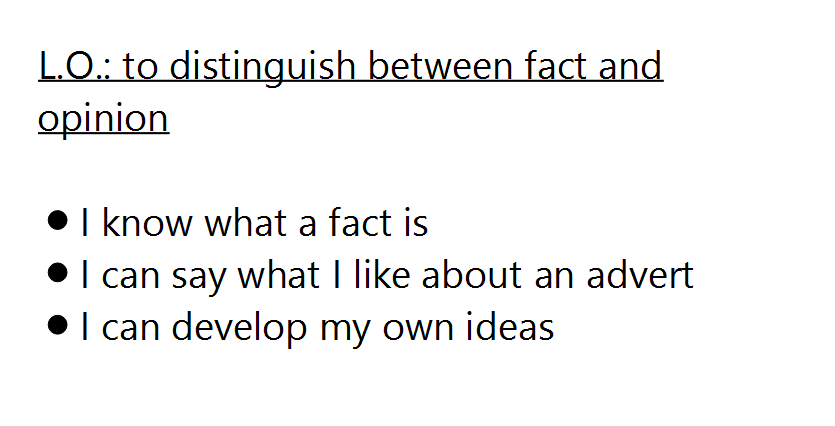 L.O.: to distinguish between fact and
opinion
● I know what a fact is
● I can say what I like about an advert
● I can develop my own ideas